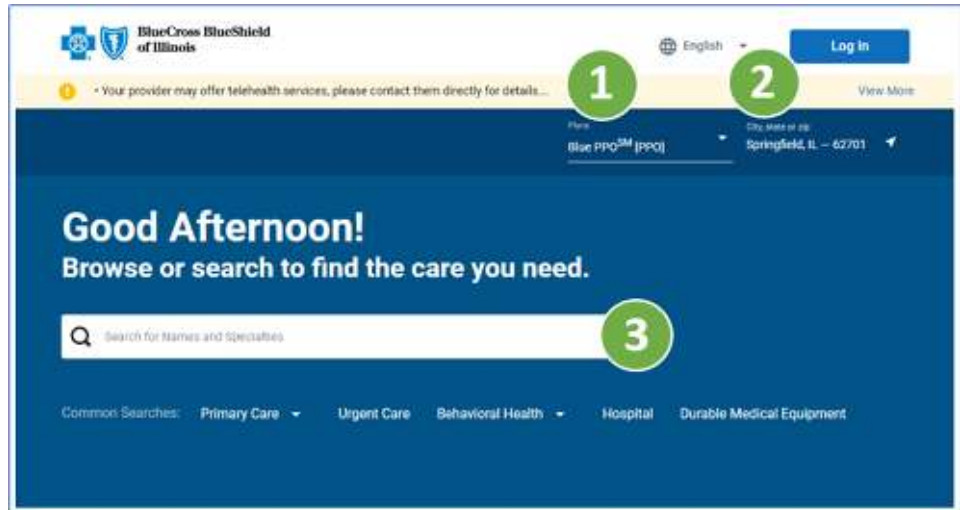 BlueCross BlueShield
of Illinois
English
Log In
• Your provider may offer telehealth services, please contact them directly for details...
View More
1
2
Plans
Blue PPO℠ [PPO]
City, state or zip
Springfield, IL – 62701
Good Afternoon!
Browse or search to find the care you need.
Search for Names and Specialties
3
Common Searches: Primary Care Urgent Care Behavioral Health Hospital Durable Medical Equipment